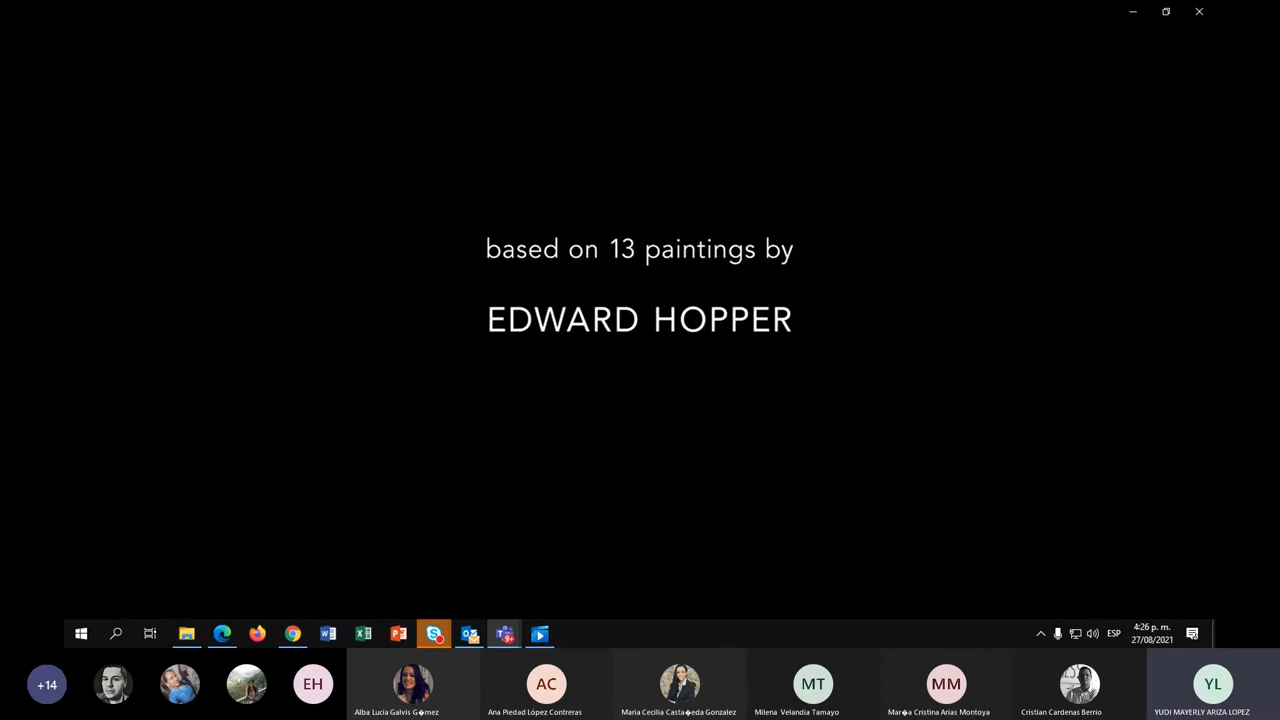 based on 13 paintings by
EDWARD HOPPER
9+
4:26 p. m.
ESP
27/08/2021
+14
EH
AC
MT
MM
YL
Alba Lucia Galvis G�mez
Ana Piedad López Contreras
Maria Cecilia Casta�eda Gonzalez
Milena Velandia Tamayo
Mar�a Cristina Arias Montoya
Cristian Cardenas Berrio
YUDI MAYERLY ARIZA LOPEZ